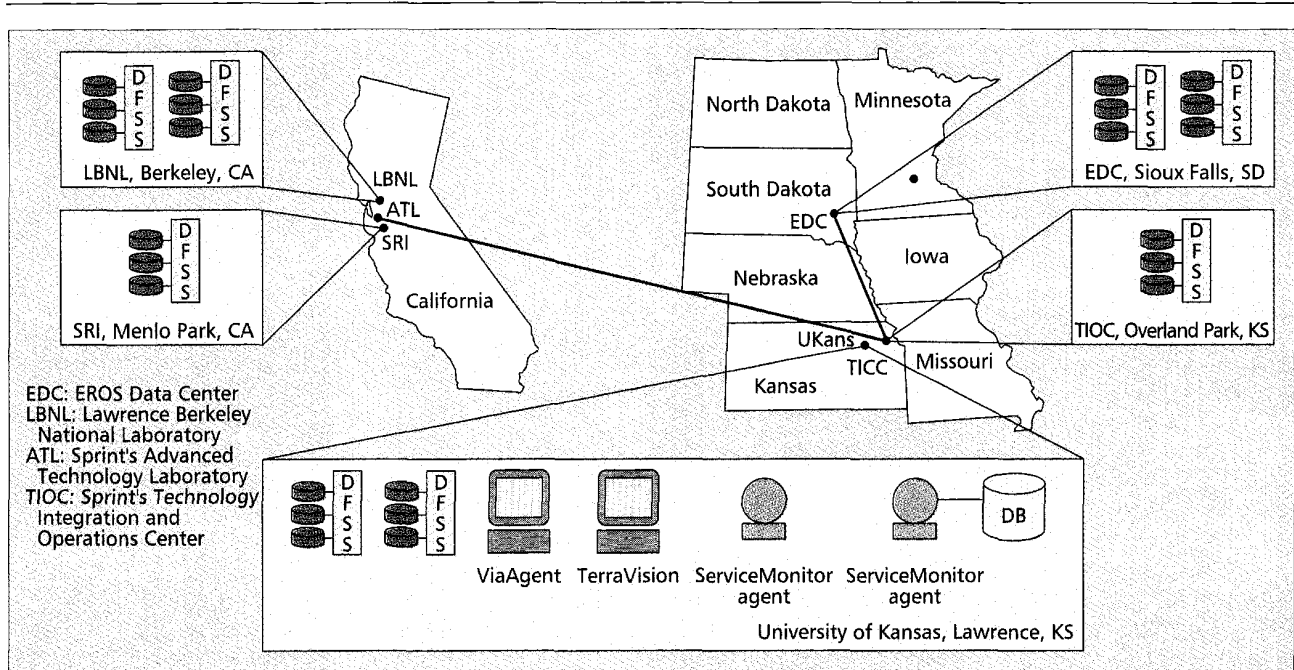 D
F
S
S
D
F
S
S
LBNL, Berkeley, CA
D
F
S
S
SRI, Menlo Park, CA
LBNL
ATL
SRI
California
North Dakota
Minnesota
South Dakota
EDC
Iowa
Nebraska
UKans
TICC
Missouri
Kansas
D
F
S
S
D
F
S
S
EDC, Sioux Falls, SD
D
F
S
S
TIOC, Overland Park, KS
EDC: EROS Data Center
LBNL: Lawrence Berkeley
National Laboratory
ATL: Sprint's Advanced
Technology Laboratory
TIOC: Sprint's Technology
Integration and
Operations Center
D
F
S
S
D
F
S
S
DB
ViaAgent
TerraVision
ServiceMonitor
agent
ServiceMonitor
agent
University of Kansas, Lawrence, KS